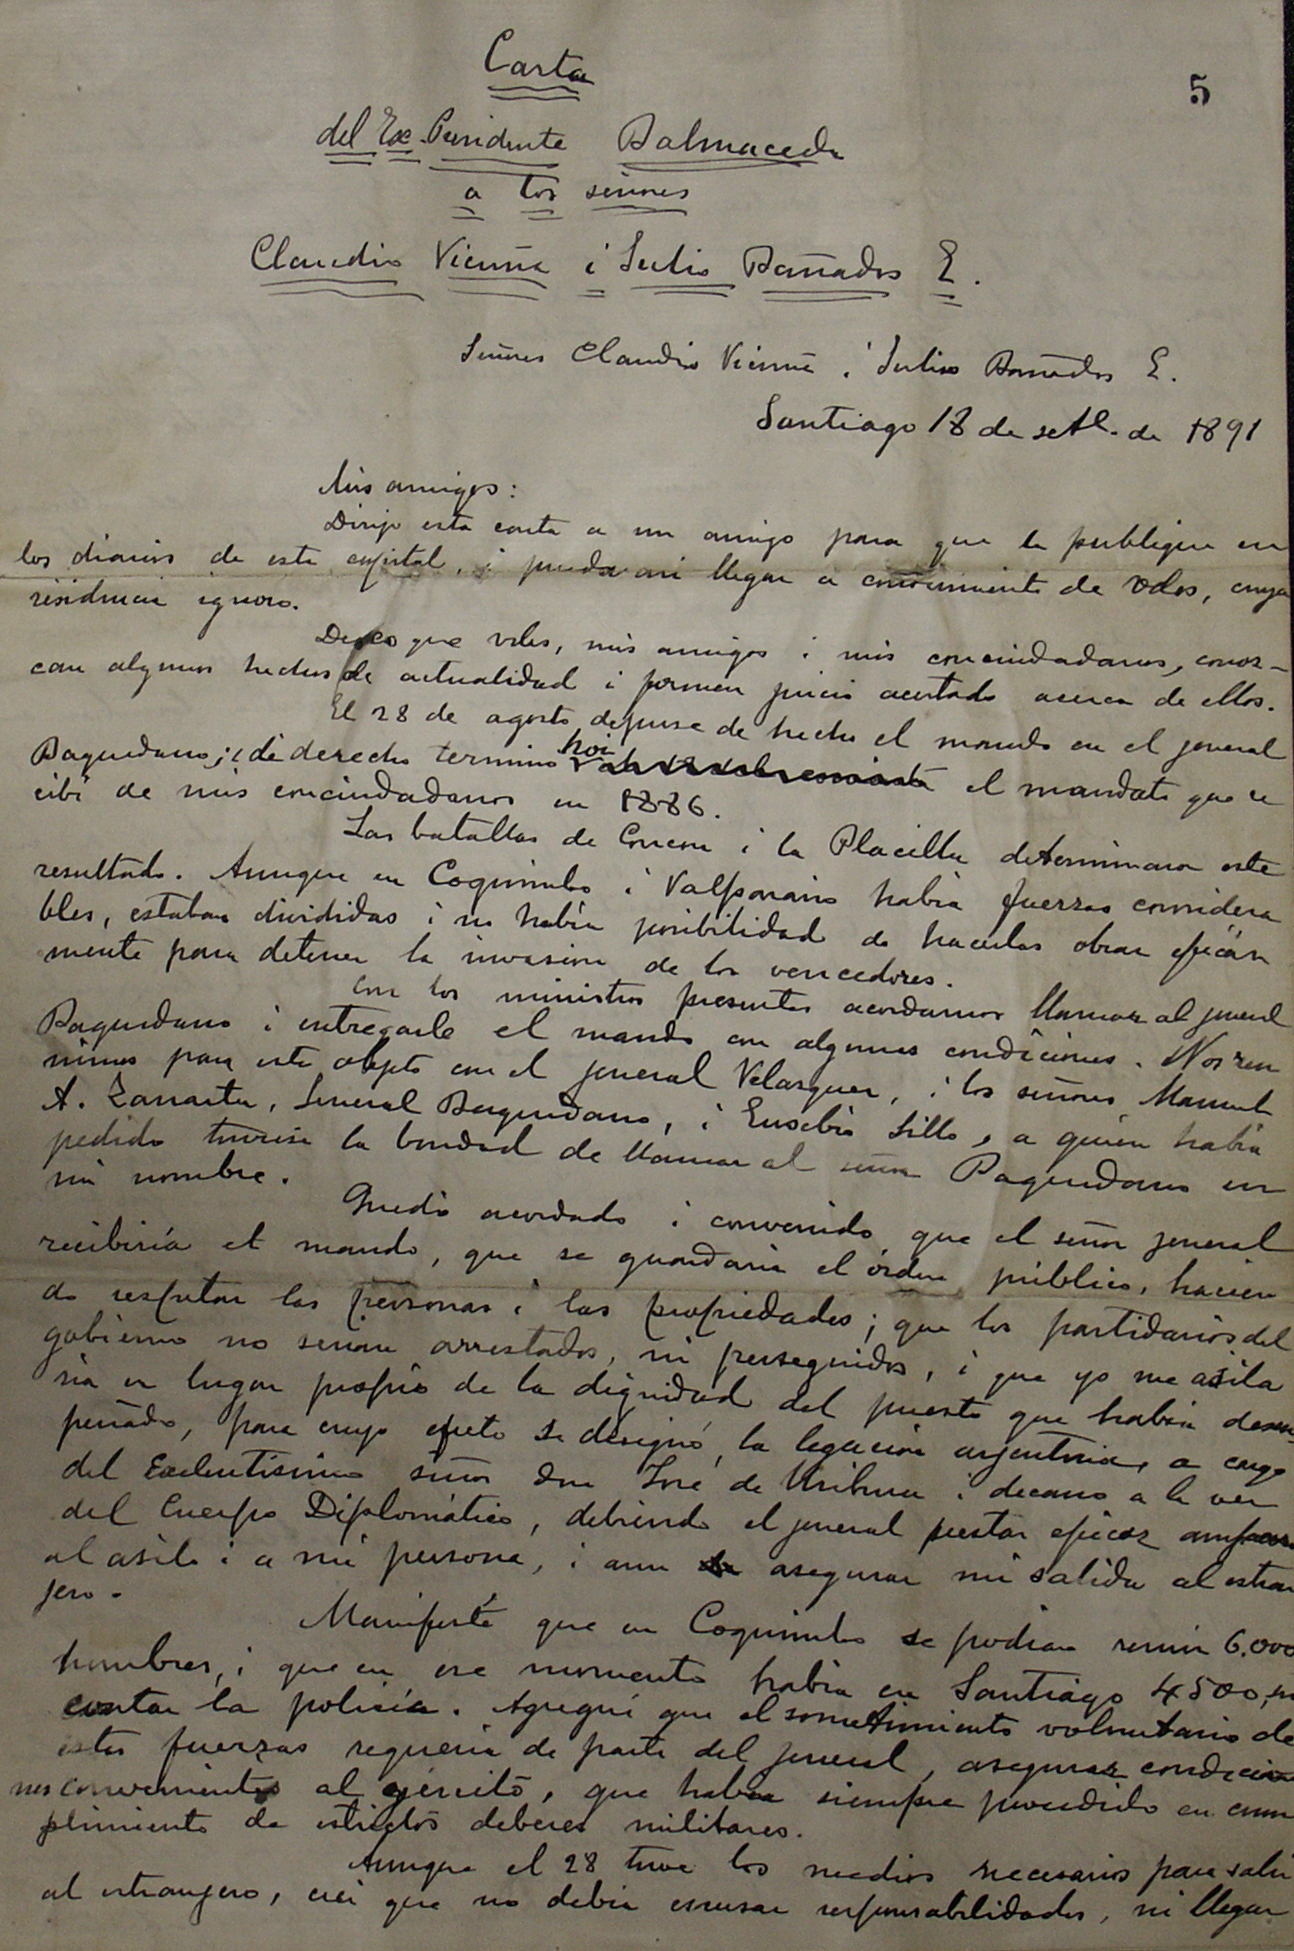 Carta
5
del Ex-Presidente Balmaceda
a los señores
Claudio Vicuña i Julio Bañados E.
Señores Claudio Vicuña i Julio Bañados E.
Santiago 18 de setbe. de 1891
Mis amigos:
Dirijo esta carta a un amigo para que la publique en
los diarios de esta capital, i pueda asi llegar a conocimiento de vdes, cuya
residencia ignoro.
Deseo que vdes, mis amigos i mis conciudadanos, conoz-
can algunos hechos de actualidad i formen juicio acertado acerca de ellos.
El 28 de agosto depuse de hecho el mando en el jeneral
Baquedano; i de derecho termino hoi el mandato que re
cibí de mis conciudadanos en 1886.
Las batallas de Concon i la Placilla determinaron este
resultado. Aunque en Coquimbo i Valparaiso habia fuerzas considera
bles, estaban divididas i no habia posibilidad de hacerlas obrar eficáz
mente para detener la invasion de los vencedores.
Con los ministros presentes acordamos llamar al jeneral
Baquedano i entregarle el mando con algunas condiciones. Nos reu
nimos para este objeto con el jeneral Velasquez, i los señores Manuel
A. Zañartu, Jeneral Baquedano, i Eusebio Lillo, a quien habia
pedido tuviese la bondad de llamar al señor Baquedano en
mi nombre.
Quedó acordado i convenido que el señor jeneral
recibiría el mando, que se guardaria el órden público, hacien
do respetar las personas i las propiedades; que los partidarios del
gobierno no serian arrestados, ni perseguidos, i que yo me asila
ria en lugar propio de la dignidad del puesto que habia desem
peñado, para cuyo efecto se designó la legacion arjentina, a cargo
del Excelentísimo señor don José de Uriburu i decano a la vez
del Cuerpo Diplomático, debiendo el jeneral prestar eficaz amparo
al asilo i a mi persona, i aun asegurar mi salida al estran
jero.
Manifesté que en Coquimbo se podian reunir 6.000
hombres, i que en ese momento habia en Santiago 4500, sin
contar la policía. Agregué que el sometimiento voluntario de
estas fuerzas requeria de parte del jeneral, asegurar condicio
nes convenientes al ejército, que habia siempre procedido en cum
plimiento de estrictos deberes militares.
Aunque el 28 tuve los medios necesarios para salir
al estranjero, creí que no debia escusar responsabilidades, ni llegar